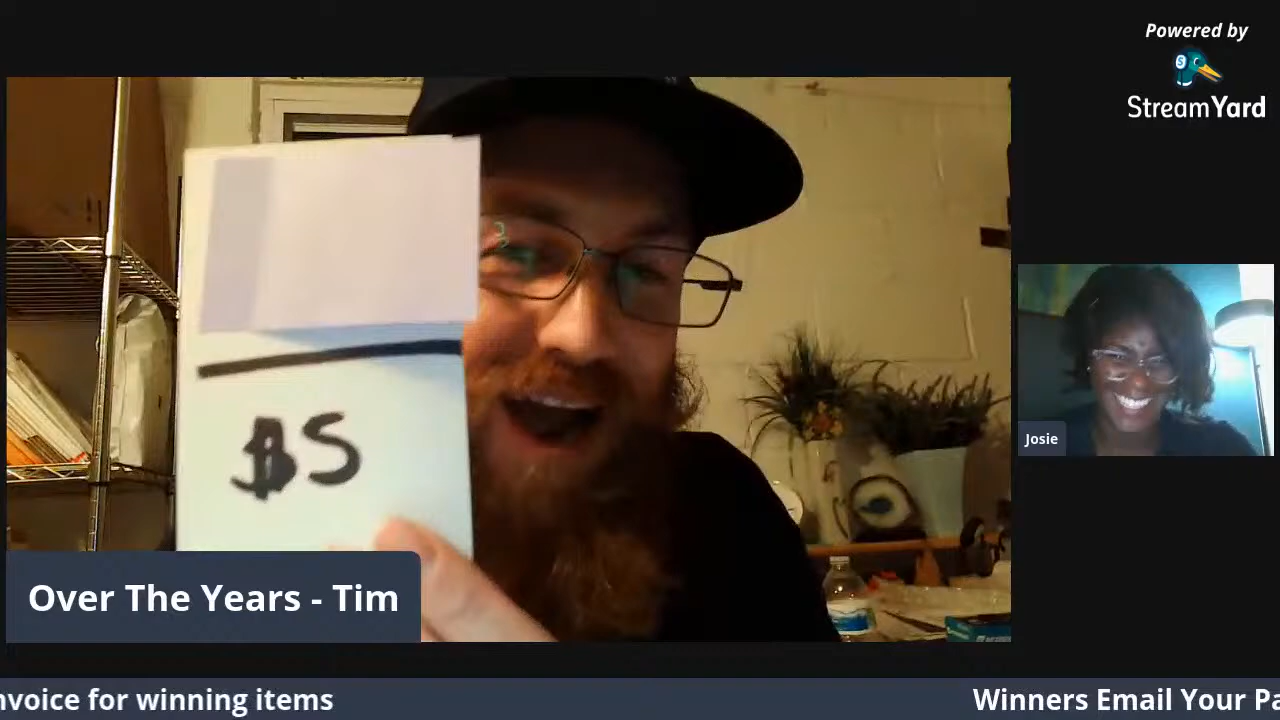 Powered by
StreamYard
$5
Josie
Over The Years - Tim
nvoice for winning items
Winners Email Your Pa